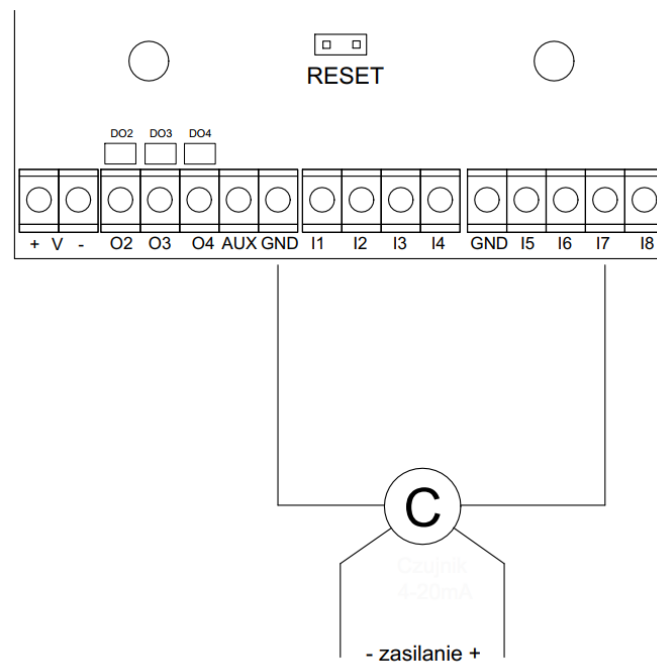 RESET
DO2 DO3 DO4
+ V - O2 O3 O4 AUX GND I1 I2 I3 I4 GND I5 I6 I7 I8
C
Czujnik
4-20mA
- zasilanie +